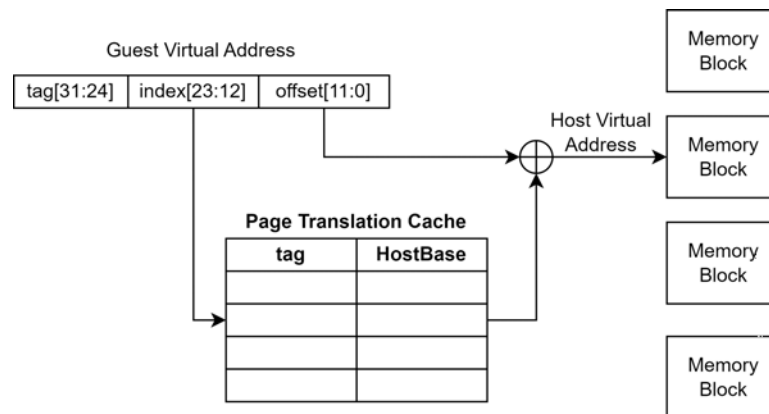 Guest Virtual Address
tag[31:24] index[23:12] offset[11:0]
Memory
Block
Host Virtual
Address
Memory
Block
Page Translation Cache
tag HostBase
Memory
Block
Memory
Block